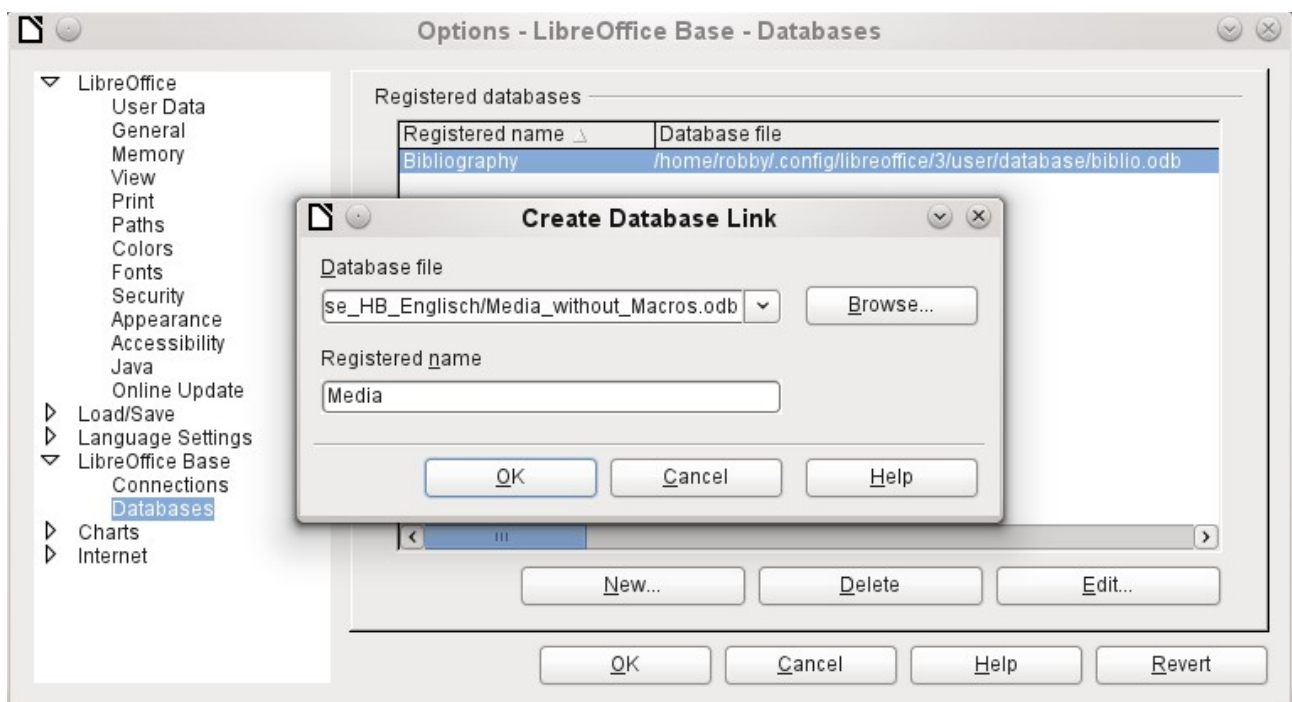 Options - LibreOffice Base - Databases
LibreOffice
User Data
General
Memory
View
Print
Paths
Colors
Fonts
Security
Appearance
Accessibility
Java
Online Update
Load/Save
Language Settings
LibreOffice Base
Connections
Databases
Charts
Internet
Registered databases
Registered name Database file
Bibliography /home/robby/.config/libreoffice/3/user/database/biblio.odb
Create Database Link
Database file
se_HB_Englisch/Media_without_Macros.odb Browse...
Registered name
Media
OK Cancel Help
New... Delete Edit...
OK Cancel Help Revert